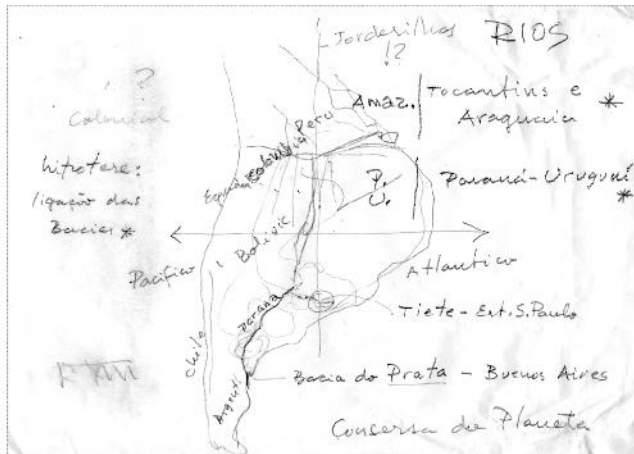 Tordesilhas
!?
RIOS
, ?
Colonial
Amaz.
Tocantins e
Araguaia *
Peru
Colombia
Equador
hipotese:
ligação das
Bacias *
P.
U.
Paraná-Uruguai
*
Bolivia
Pacifico
Atlantico
Paraná
Tiete - Est. S. Paulo
Chile
Bacia do Prata - Buenos Aires
Argenti
Conversa de Planeta